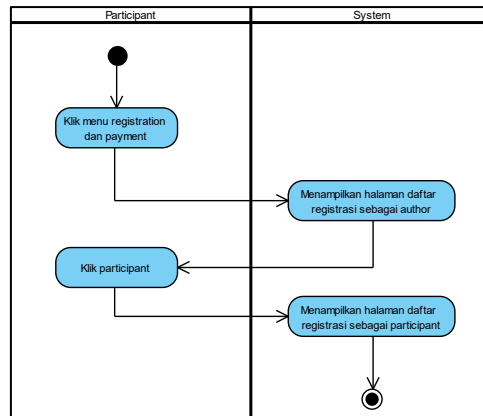 Participant
System
Klik menu registration
dan payment
Menampilkan halaman daftar
registrasi sebagai author
Klik participant
Menampilkan halaman daftar
registrasi sebagai participant